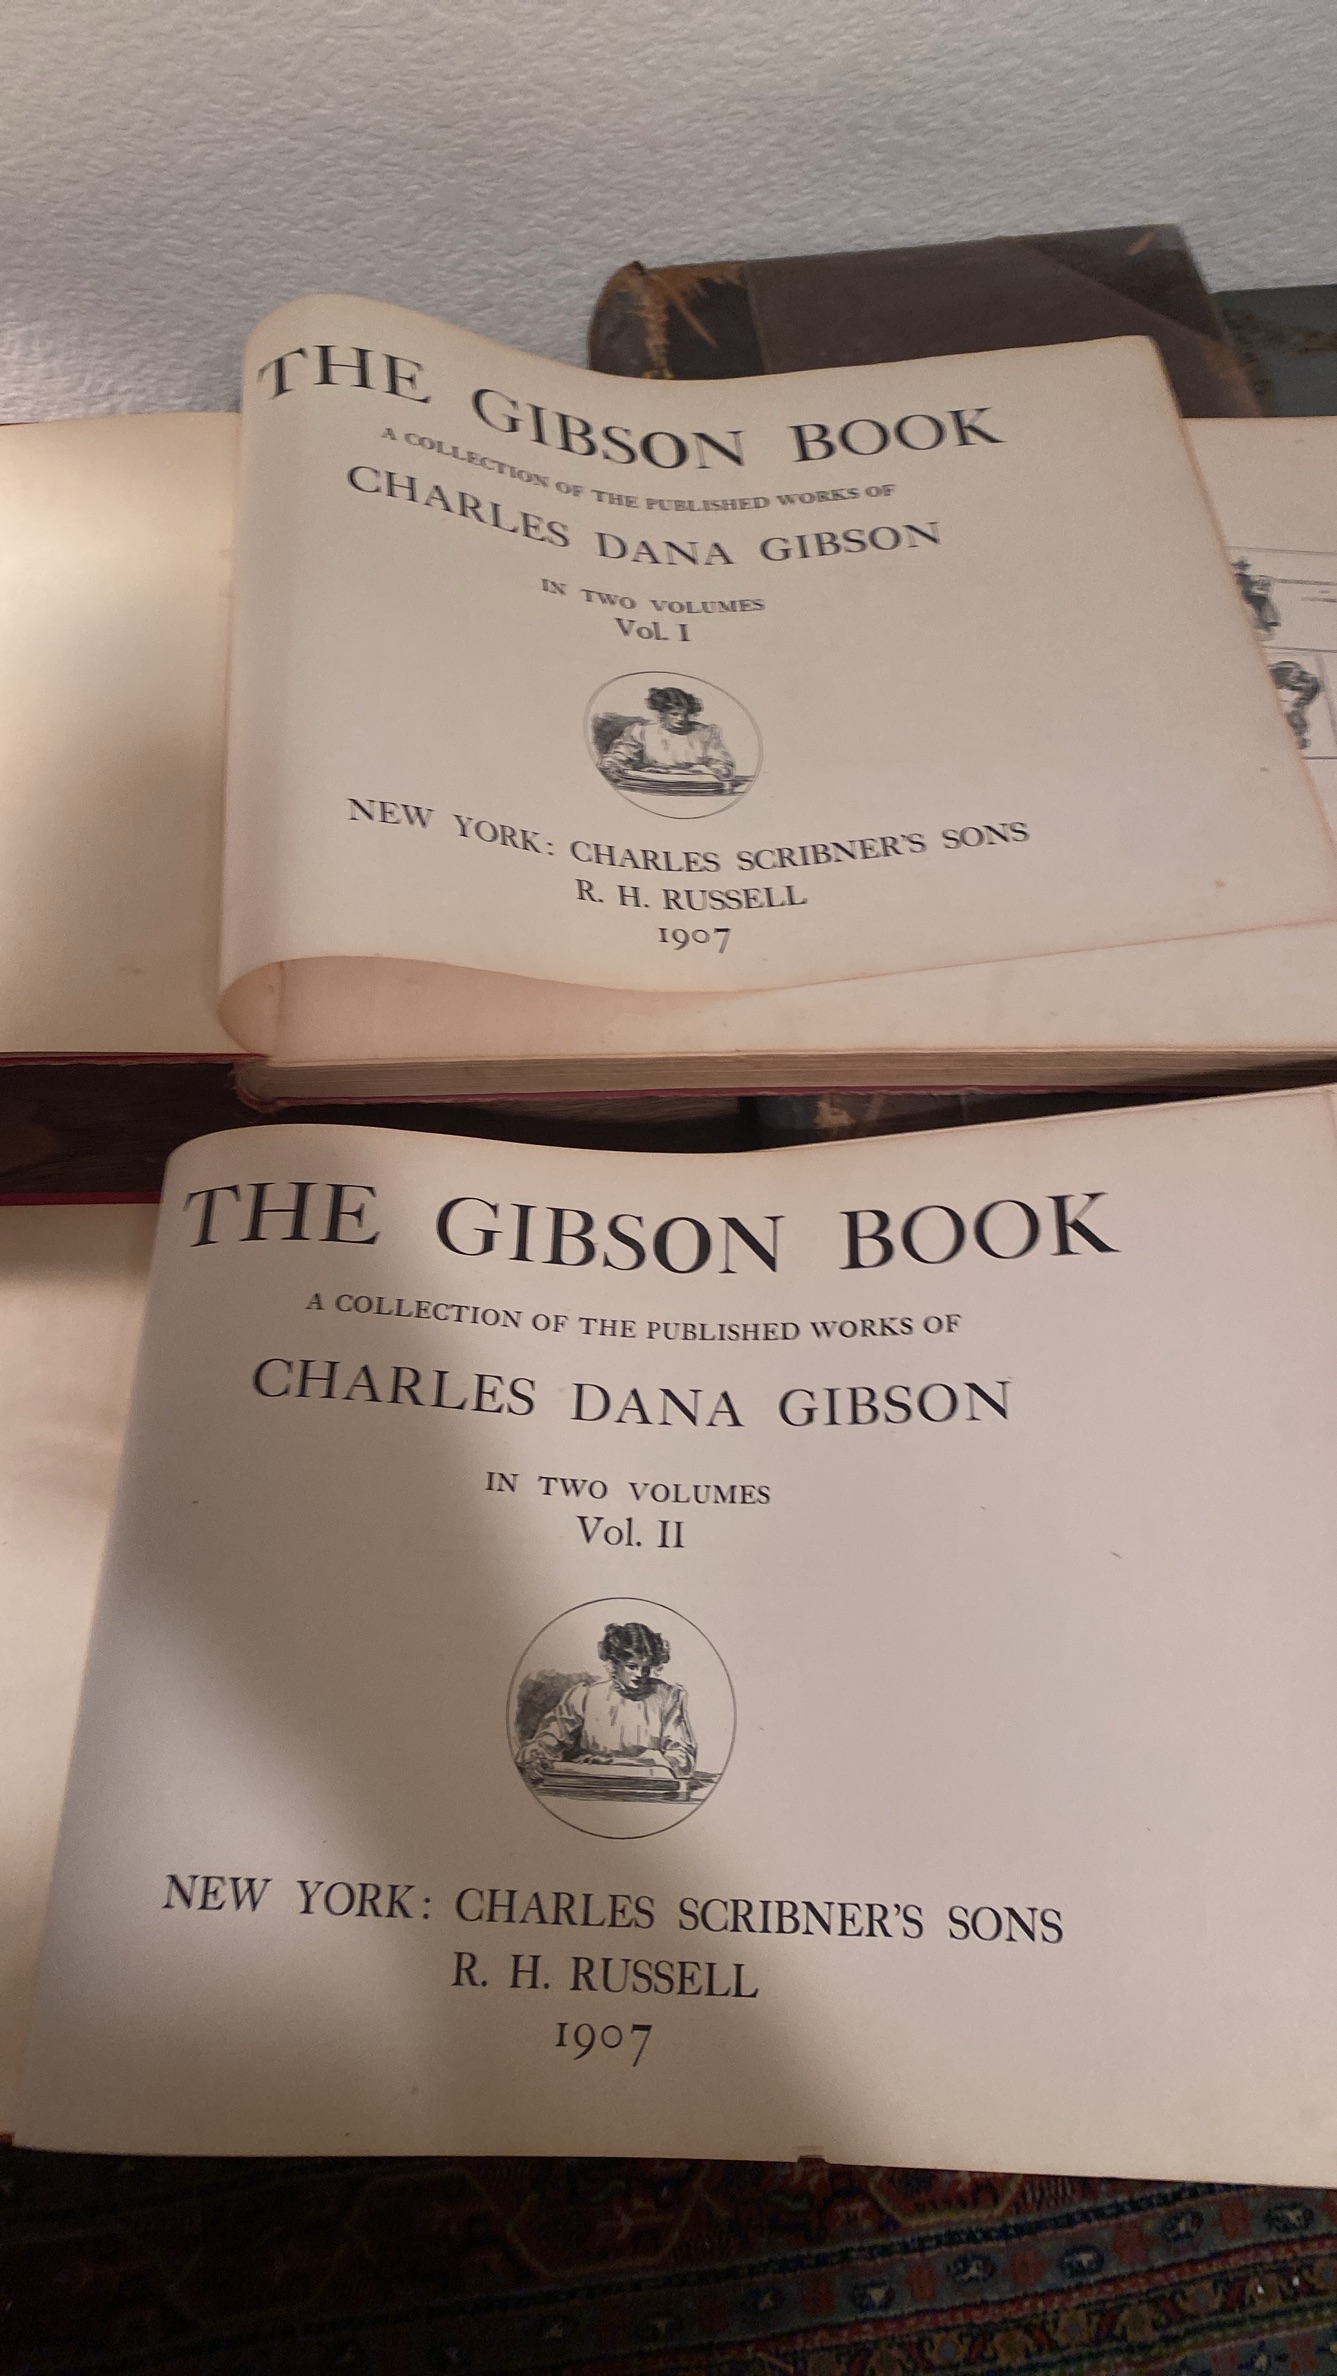 THE GIBSON BOOK
A COLLECTION OF THE PUBLISHED WORKS OF
CHARLES DANA GIBSON
IN TWO VOLUMES
Vol. I
NEW YORK: CHARLES SCRIBNER'S SONS
R. H. RUSSELL
1907
THE GIBSON BOOK
A COLLECTION OF THE PUBLISHED WORKS OF
CHARLES DANA GIBSON
IN TWO VOLUMES
Vol. II
NEW YORK: CHARLES SCRIBNER'S SONS
R. H. RUSSELL
1907